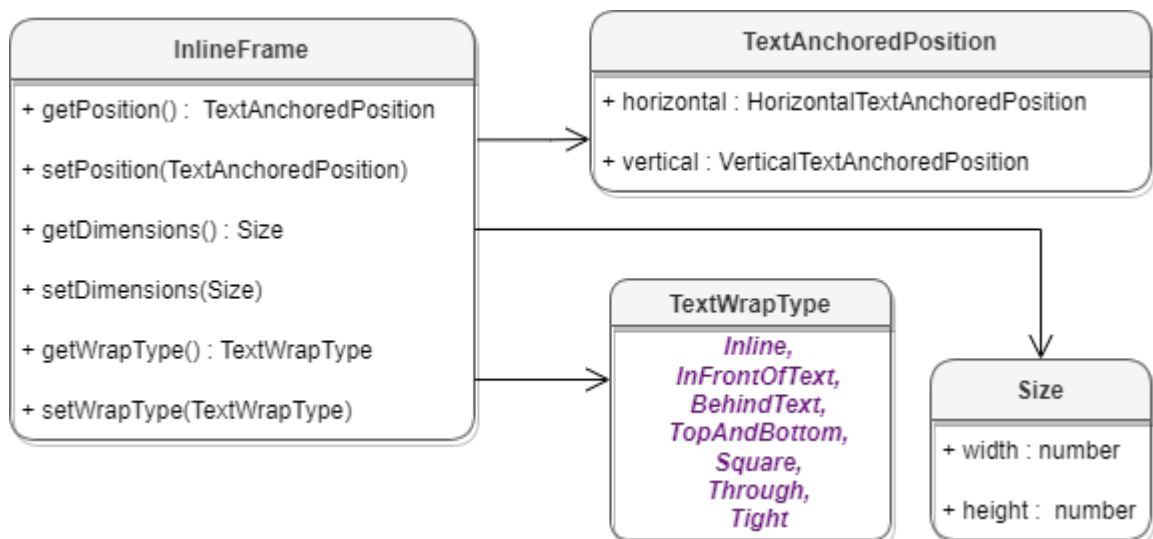 InlineFrame
+ getPosition() : TextAnchoredPosition
+ setPosition(TextAnchoredPosition)
+ getDimensions() : Size
+ setDimensions(Size)
+ getWrapType() : TextWrapType
+ setWrapType(TextWrapType)
TextAnchoredPosition
+ horizontal : HorizontalTextAnchoredPosition
+ vertical : VerticalTextAnchoredPosition
TextWrapType
Inline,
InFrontOfText,
BehindText,
TopAndBottom,
Square,
Through,
Tight
Size
+ width : number
+ height : number